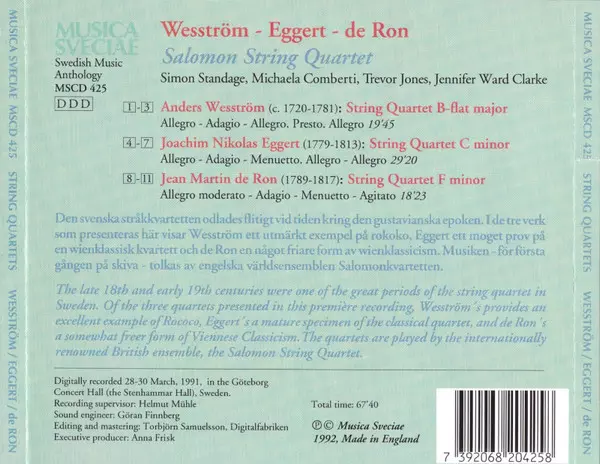 MUSICA SVECIAE MSCD 425 STRING QUARTETS WESSTRÖM / EGGERT / de RON
MUSICA
SVECIAE
Swedish Music
Anthology
MSCD 425
DDD
Wesström - Eggert - de Ron
Salomon String Quartet
Simon Standage, Michaela Comberti, Trevor Jones, Jennifer Ward Clarke
1-3 Anders Wesström (c. 1720-1781): String Quartet B-flat major
Allegro - Adagio - Allegro. Presto. Allegro 19'45
4-7 Joachim Nikolas Eggert (1779-1813): String Quartet C minor
Allegro - Adagio - Menuetto. Allegro - Allegro 29'20
8-11 Jean Martin de Ron (1789-1817): String Quartet F minor
Allegro moderato - Adagio - Menuetto - Agitato 18'23
Den svenska stråkkvartetten odlades flitigt vid tiden kring den gustavianska epoken. I de tre verk
som presenteras här visar Wesström ett utmärkt exempel på rokoko, Eggert ett moget prov på
en wienklassisk kvartett och de Ron en något friare form av wienklassicism. Musiken - för första
gången på skiva - tolkas av engelska världsensemblen Salomonkvartetten.
The late 18th and early 19th centuries were one of the great periods of the string quartet in
Sweden. Of the three quartets presented in this première recording, Wesström´s provides an
excellent example of Rococo, Eggert´s a mature specimen of the classical quartet, and de Ron´s
a somewhat freer form of Viennese Classicism. The quartets are played by the internationally
renowned British ensemble, the Salomon String Quartet.
Digitally recorded 28-30 March, 1991, in the Göteborg
Concert Hall (the Stenhammar Hall), Sweden.
Recording supervisor: Helmut Mühle
Sound engineer: Göran Finnberg
Editing and mastering: Torbjörn Samuelsson, Digitalfabriken
Executive producer: Anna Frisk
Total time: 67'40
℗ © Musica Sveciae
1992, Made in England
7 392068 204258
MUSICA SVECIAE MSCD 425 STRING QUARTETS WESSTRÖM / EGGERT / de RON